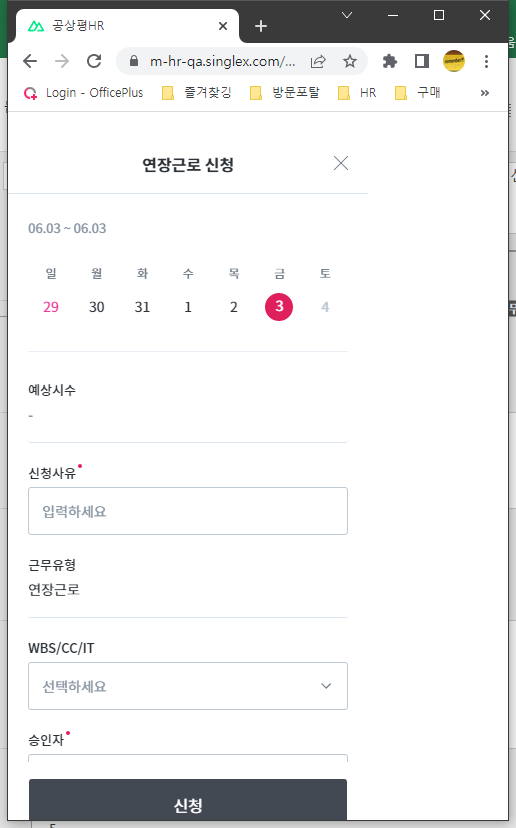 공상평HR
m-hr-qa.singlex.com/...
Login - OfficePlus 즐겨찾깅 방문포탈 HR 구매 »
연장근로 신청
06.03 ~ 06.03
일 월 화 수 목 금 토
29 30 31 1 2 3 4
예상시수
-
신청사유
입력하세요
근무유형
연장근로
WBS/CC/IT
선택하세요
승인자
신청